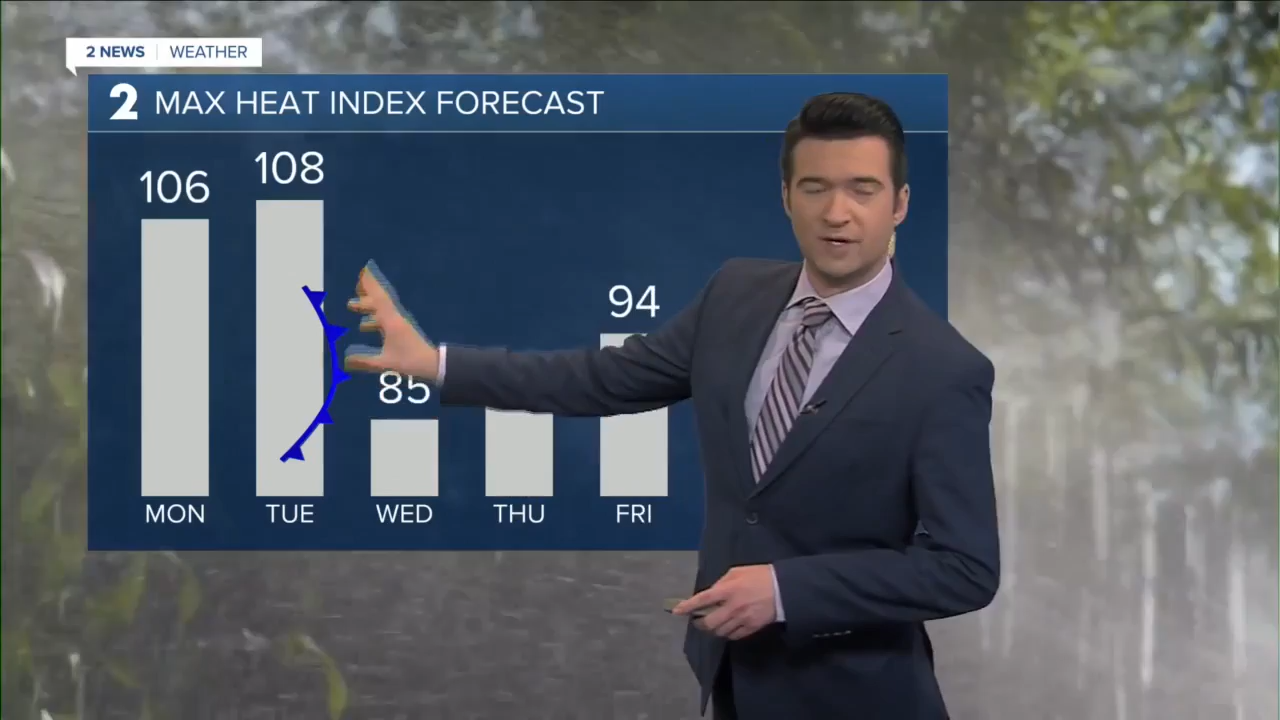 2 NEWS | WEATHER
2 MAX HEAT INDEX FORECAST
106
108
85
94
MON
TUE
WED
THU
FRI